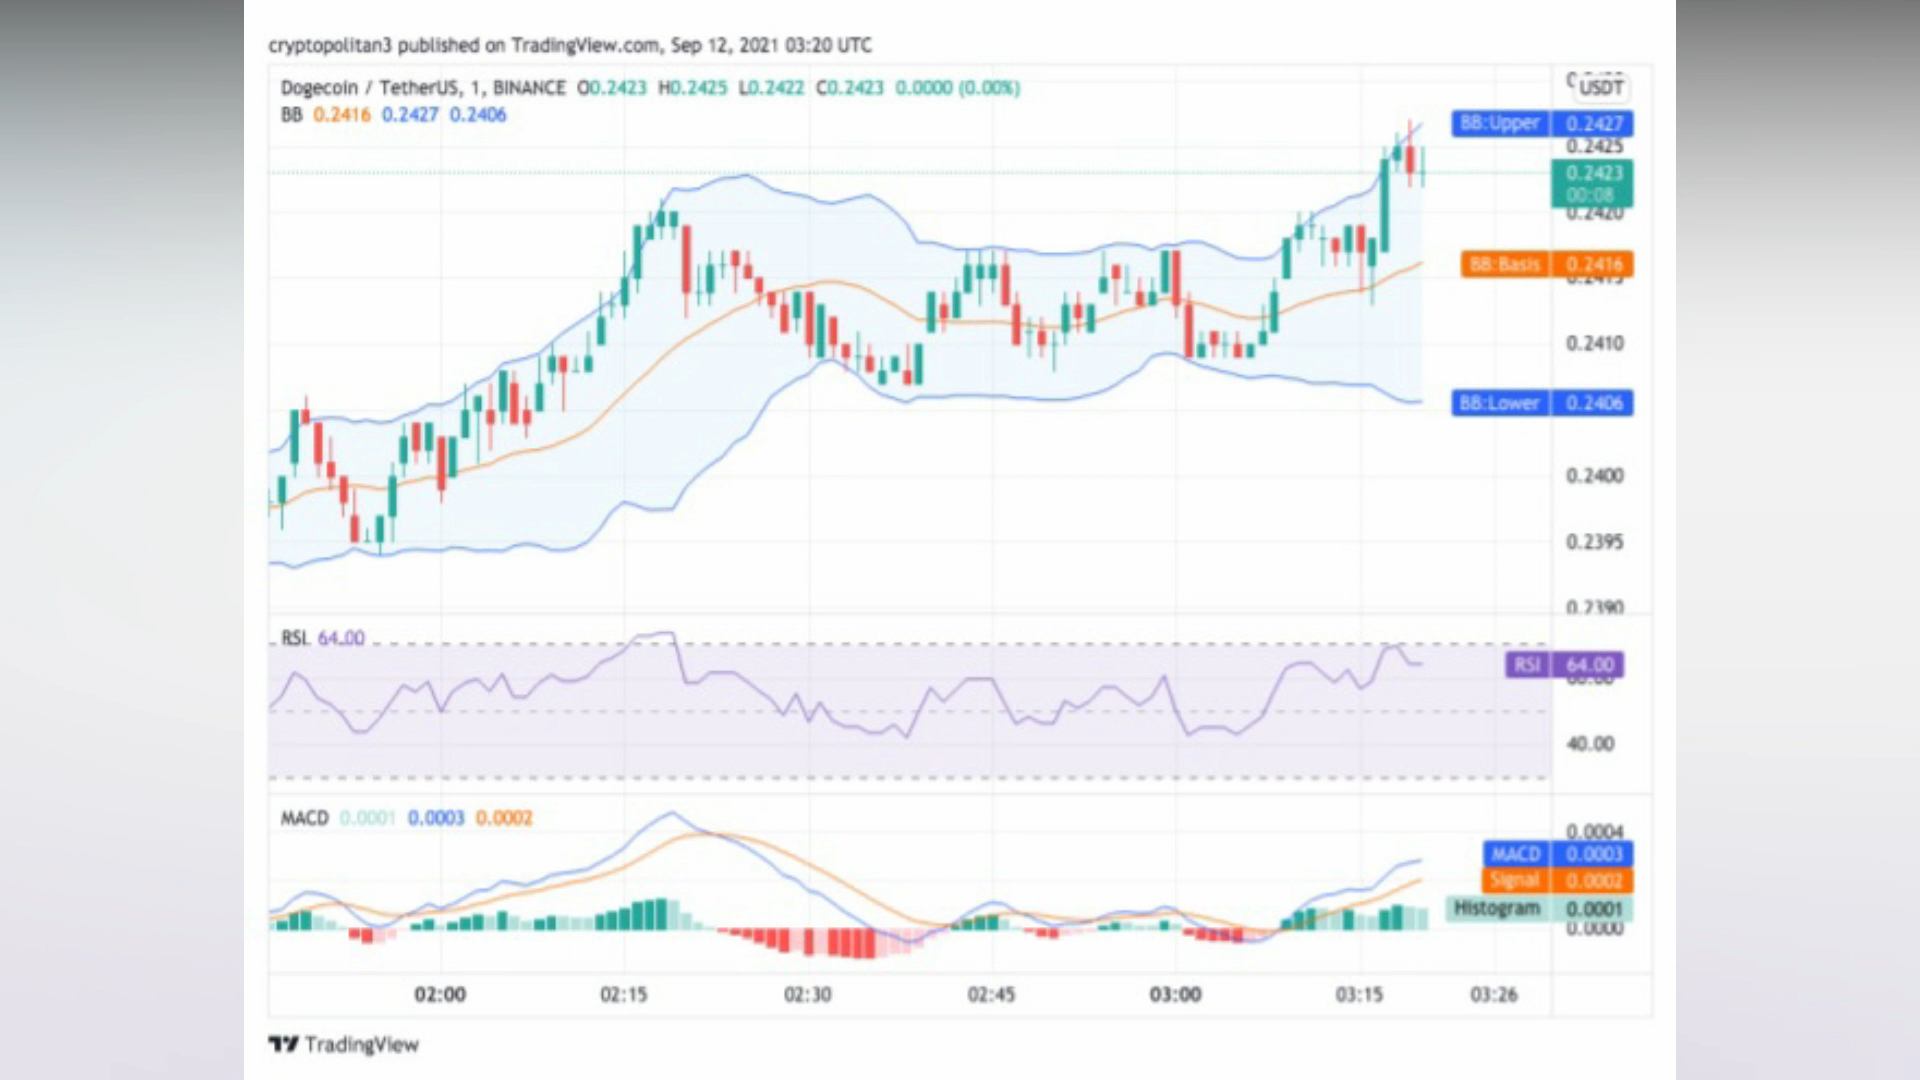 cryptopolitan3 published on TradingView.com, Sep 12, 2021 03:20 UTC
Dogecoin / TetherUS, 1, BINANCE O0.2423 H0.2425 L0.2422 C0.2423 0.0000 (0.00%)
USDT
BB 0.2416 0.2427 0.2406
BB:Upper 0.2427
0.2425
0.2423
00:08
0.2420
BB:Basis 0.2416
0.2410
BB:Lower 0.2406
0.2400
0.2395
0.2390
RSI 64.00
RSI 64.00
40.00
MACD 0.0001 0.0003 0.0002
0.0004
MACD 0.0003
Signal 0.0002
Histogram 0.0001
0.0000
02:00 02:15 02:30 02:45 03:00 03:15 03:26
TradingView